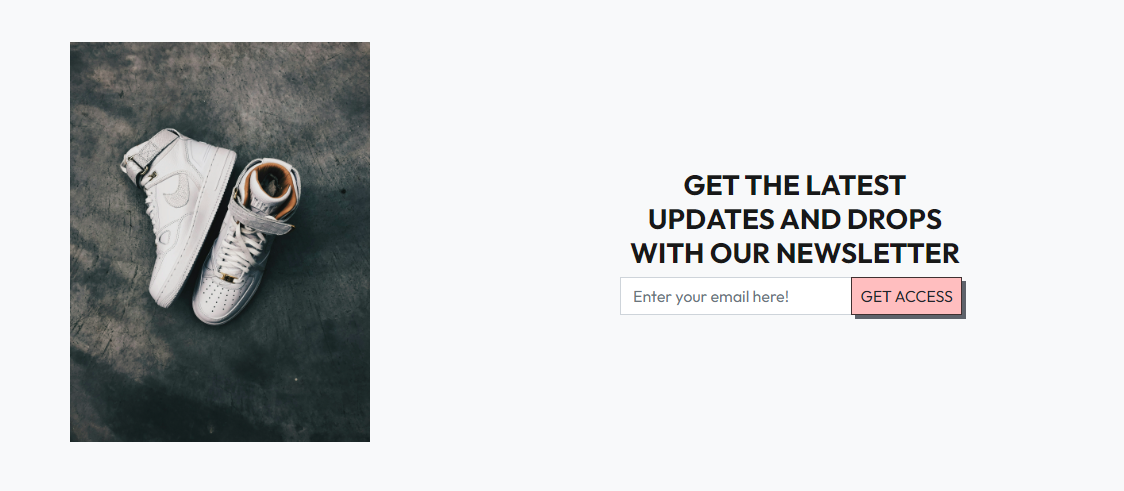 GET THE LATEST
UPDATES AND DROPS
WITH OUR NEWSLETTER
Enter your email here! GET ACCESS